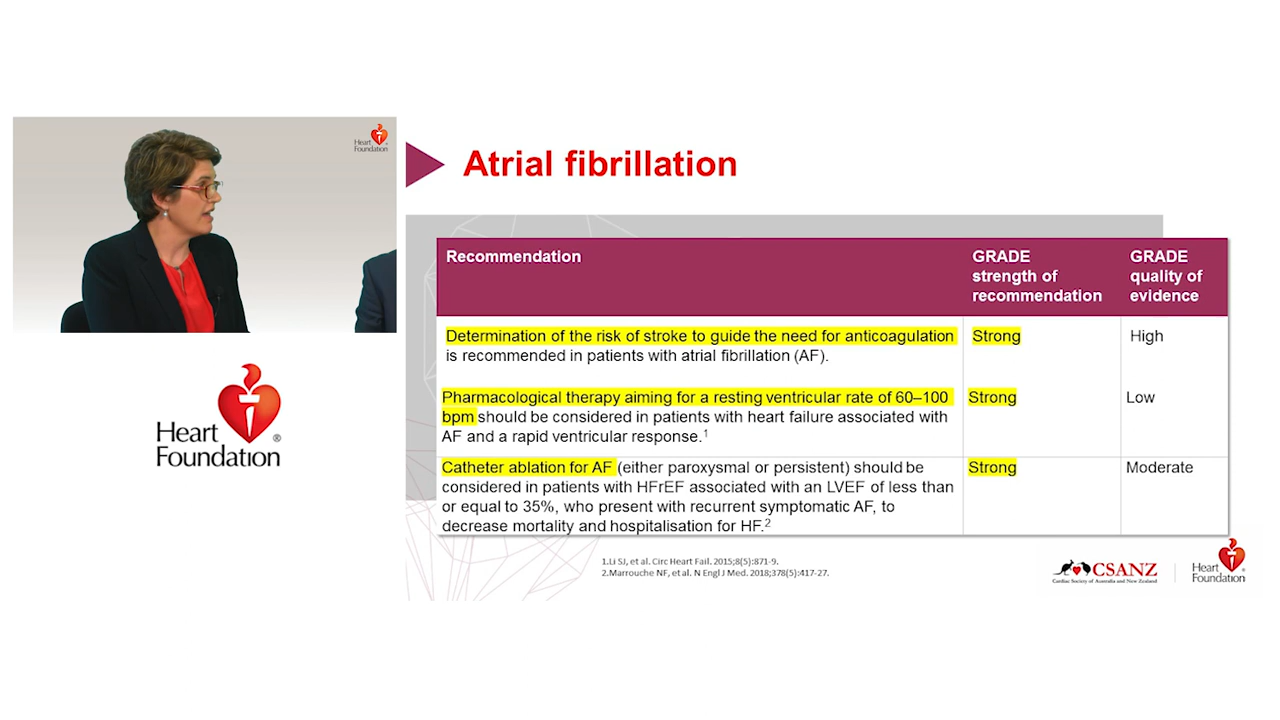 Heart
Foundation
Heart
Foundation
®
Atrial fibrillation
Recommendation
GRADE
strength of
recommendation
GRADE
quality of
evidence
Determination of the risk of stroke to guide the need for anticoagulation
is recommended in patients with atrial fibrillation (AF).
Strong
High
Pharmacological therapy aiming for a resting ventricular rate of 60–100
bpm should be considered in patients with heart failure associated with
AF and a rapid ventricular response.1
Strong
Low
Catheter ablation for AF (either paroxysmal or persistent) should be
considered in patients with HFrEF associated with an LVEF of less than
or equal to 35%, who present with recurrent symptomatic AF, to
decrease mortality and hospitalisation for HF.2
Strong
Moderate
1.Li SJ, et al. Circ Heart Fail. 2015;8(5):871-9.
2.Marrouche NF, et al. N Engl J Med. 2018;378(5):417-27.
CSANZ
Cardiac Society of Australia and New Zealand
Heart
Foundation